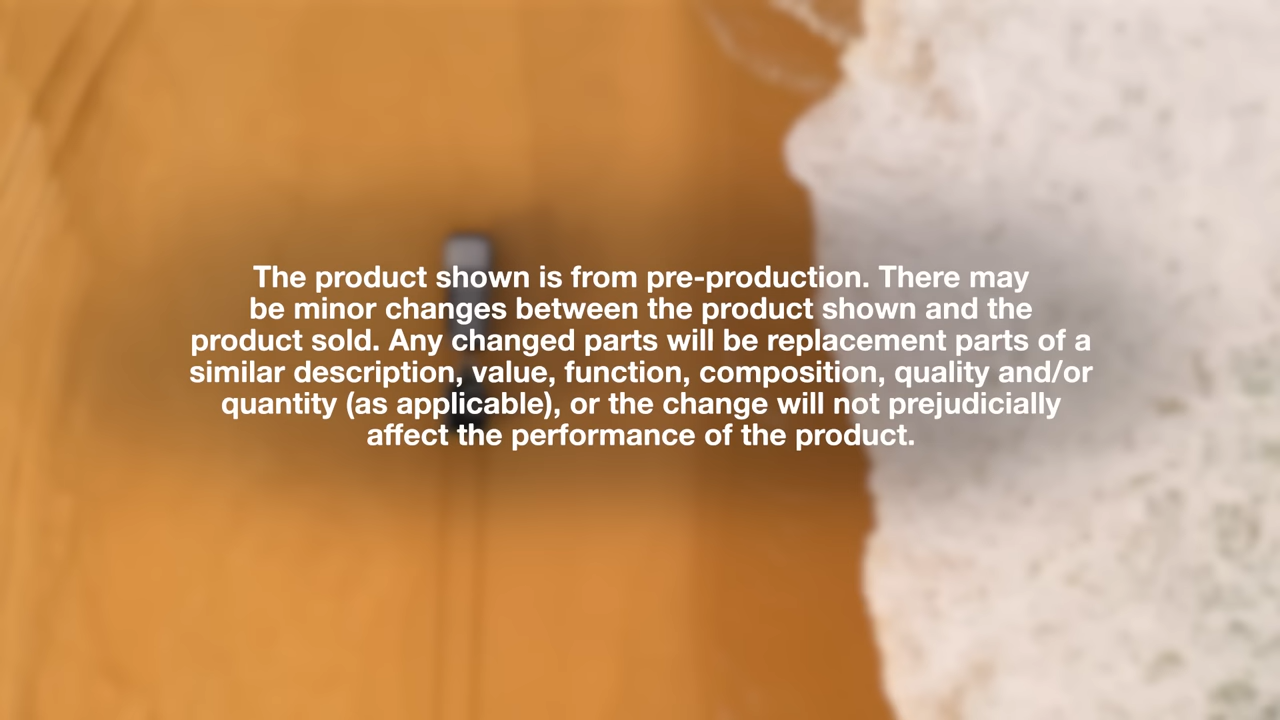 The product shown is from pre-production. There may
be minor changes between the product shown and the
product sold. Any changed parts will be replacement parts of a
similar description, value, function, composition, quality and/or
quantity (as applicable), or the change will not prejudicially
affect the performance of the product.